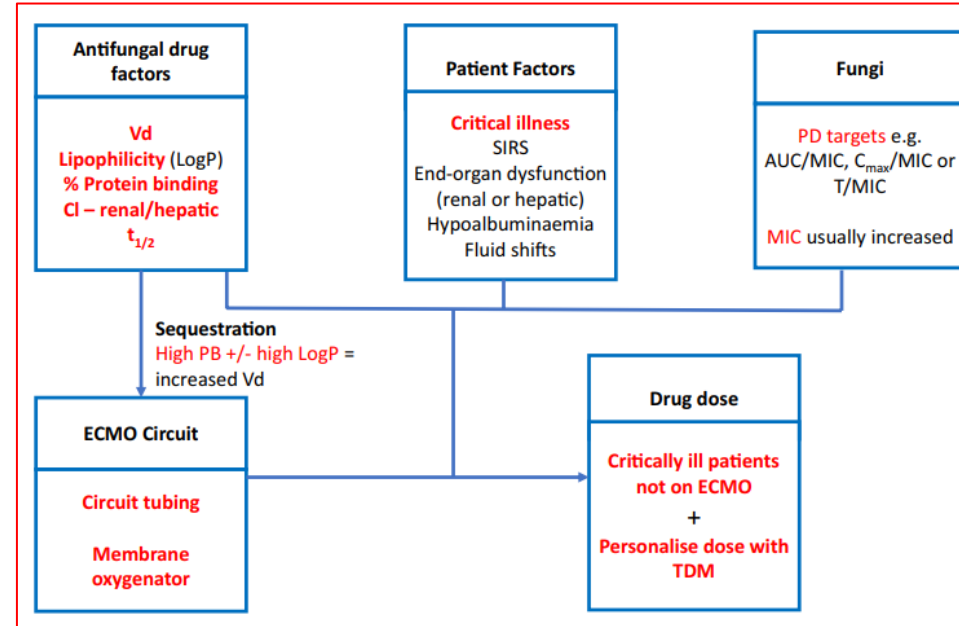 Antifungal drug
factors
Vd
Lipophilicity (LogP)
% Protein binding
Cl – renal/hepatic
t1/2
Patient Factors
Critical illness
SIRS
End-organ dysfunction
(renal or hepatic)
Hypoalbuminaemia
Fluid shifts
Fungi
PD targets e.g.
AUC/MIC, Cmax/MIC or
T/MIC
MIC usually increased
Sequestration
High PB +/- high LogP =
increased Vd
ECMO Circuit
Circuit tubing
Membrane
oxygenator
Drug dose
Critically ill patients
not on ECMO
+
Personalise dose with
TDM